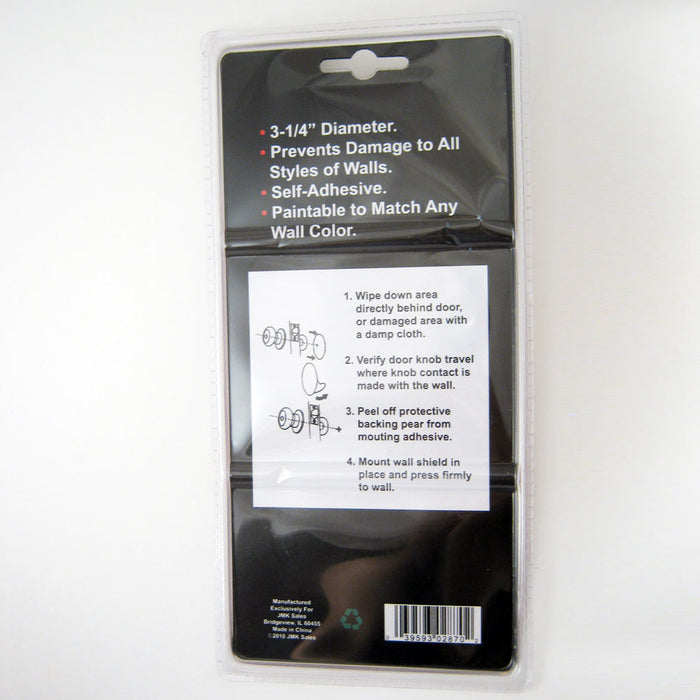 • 3-1/4” Diameter.
• Prevents Damage to All
Styles of Walls.
• Self-Adhesive.
• Paintable to Match Any
Wall Color.
1. Wipe down area
directly behind door,
or damaged area with
a damp cloth.
2. Verify door knob travel
where knob contact is
made with the wall.
3. Peel off protective
backing pear from
mouting adhesive.
4. Mount wall shield in
place and press firmly
to wall.
Manufactured
Exclusively For
JMK Sales
Bridgeview, IL 60455
Made in China
©2010 JMK Sales
0 39593 02870 2